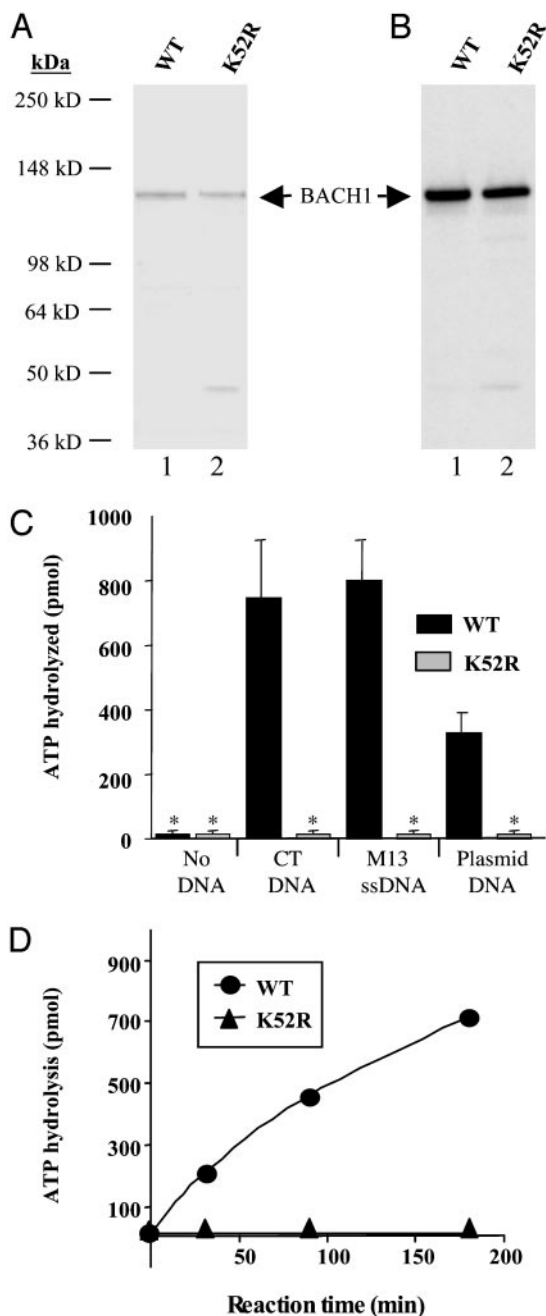 A
B
WT
K52R
WT
K52R
kDa
250 kD
148 kD
BACH1
98 kD
64 kD
50 kD
36 kD
1 2
1 2
C
1000
800
600
400
200
0
ATP hydrolyzed (pmol)
WT
K52R
* * * * *
No DNA
CT DNA
M13 ssDNA
Plasmid DNA
D
900
700
500
300
100
ATP hydrolysis (pmol)
WT
K52R
50 100 150 200
Reaction time (min)